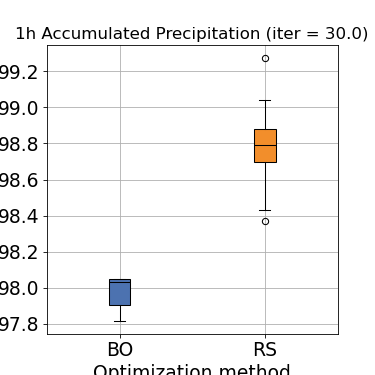 1h Accumulated Precipitation (iter = 30.0)
99.2
99.0
98.8
98.6
98.4
98.2
98.0
97.8
BO RS
Optimization method